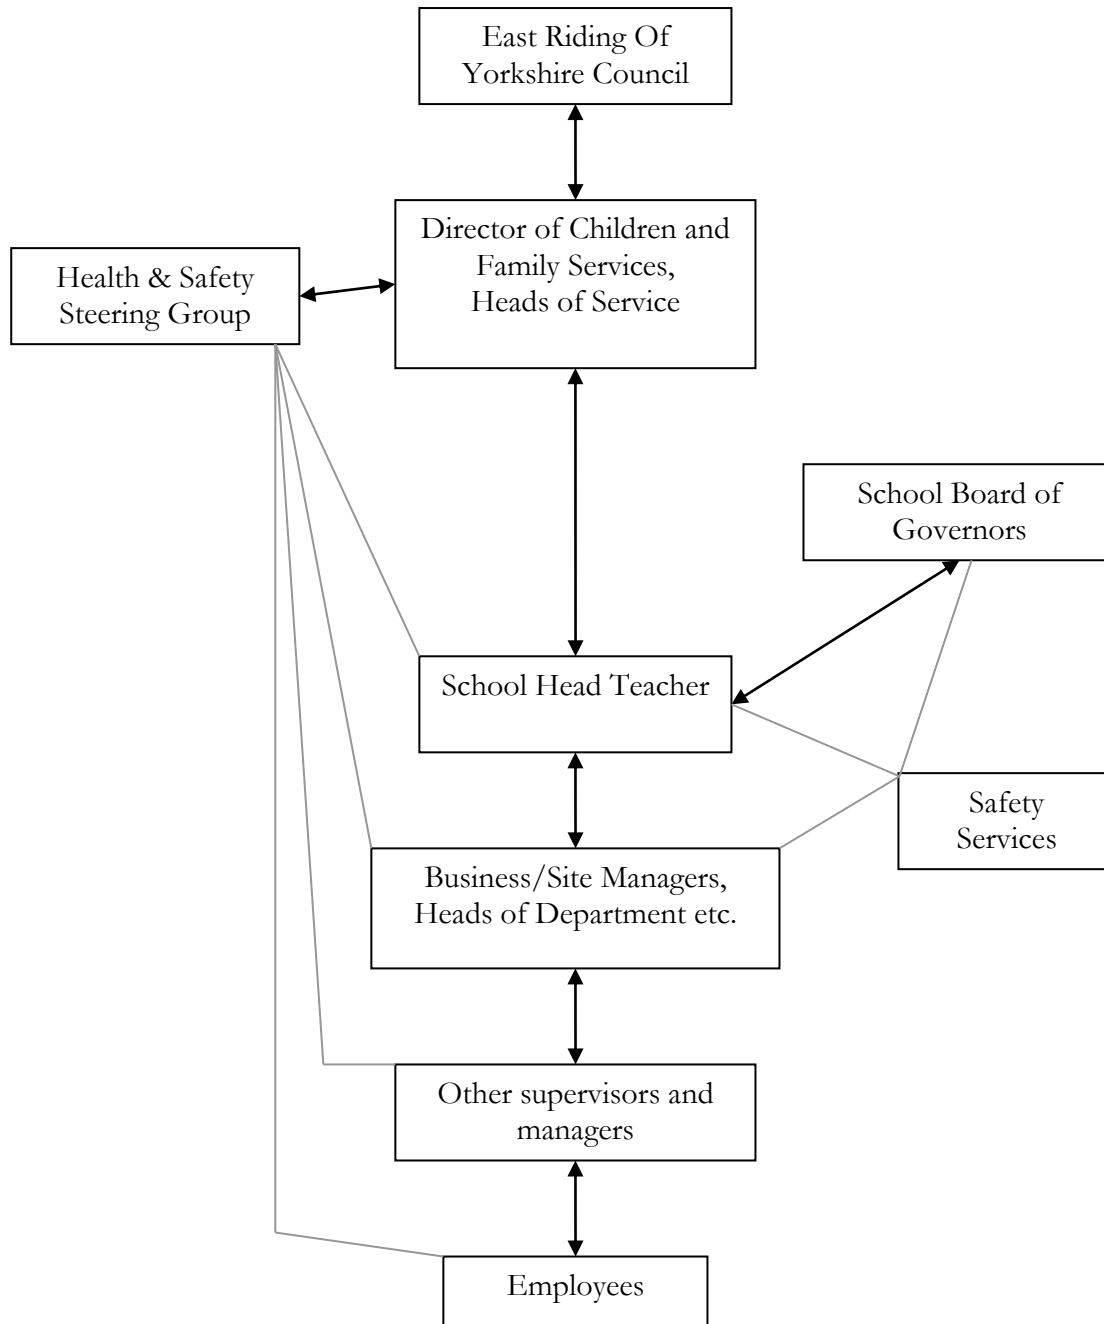 East Riding Of
Yorkshire Council
Director of Children and
Family Services,
Heads of Service
Health & Safety
Steering Group
School Board of
Governors
School Head Teacher
Safety
Services
Business/Site Managers,
Heads of Department etc.
Other supervisors and
managers
Employees